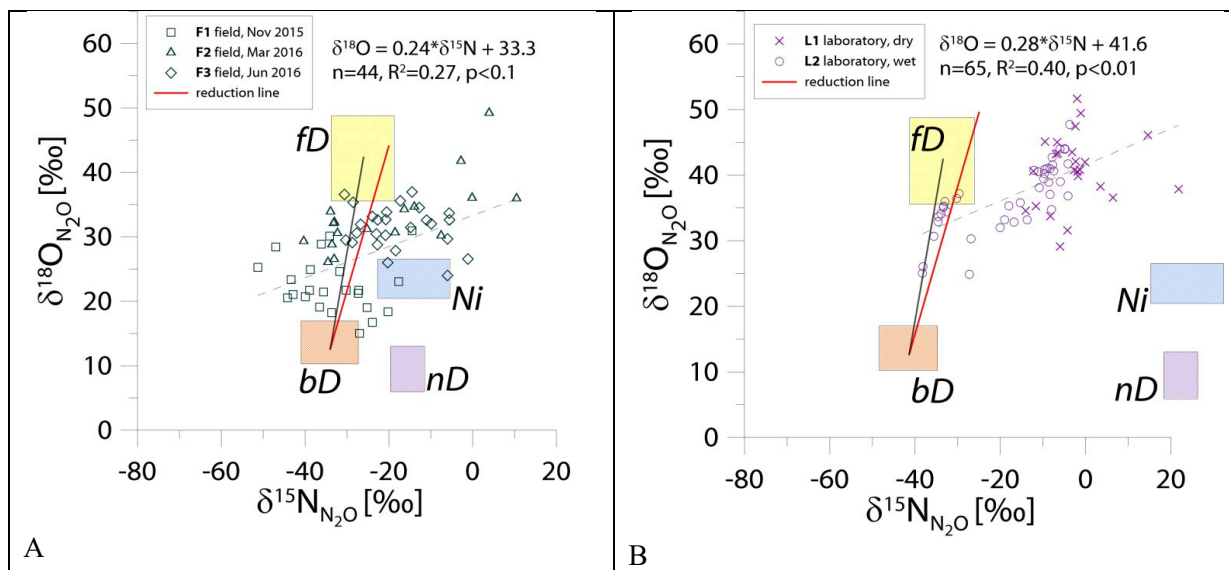 F1 field, Nov 2015
F2 field, Mar 2016
F3 field, Jun 2016
reduction line
δ18O = 0.24*δ15N + 33.3
n=44, R2=0.27, p<0.1
60
50
40
30
20
10
0
δ18ON2O [‰]
fD
Ni
bD
nD
-80 -60 -40 -20 0 20
δ15NN2O [‰]
A
L1 laboratory, dry
L2 laboratory, wet
reduction line
δ18O = 0.28*δ15N + 41.6
n=65, R2=0.40, p<0.01
60
50
40
30
20
10
0
δ18ON2O [‰]
fD
Ni
bD
nD
-80 -60 -40 -20 0 20
δ15NN2O [‰]
B